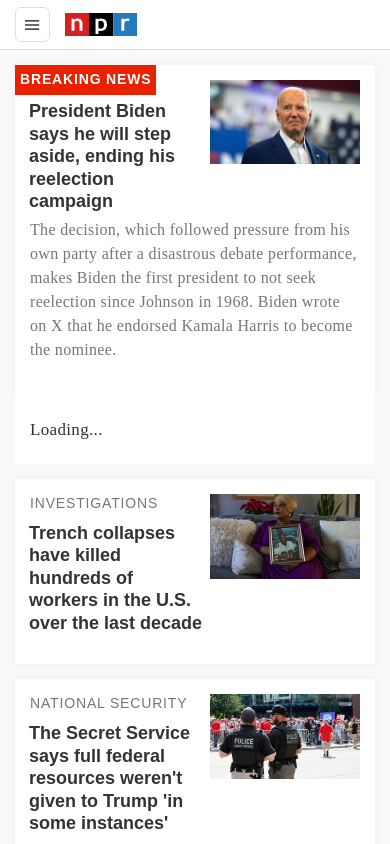 npr
BREAKING NEWS
President Biden
says he will step
aside, ending his
reelection
campaign
The decision, which followed pressure from his
own party after a disastrous debate performance,
makes Biden the first president to not seek
reelection since Johnson in 1968. Biden wrote
on X that he endorsed Kamala Harris to become
the nominee.
Loading...
INVESTIGATIONS
Trench collapses
have killed
hundreds of
workers in the U.S.
over the last decade
NATIONAL SECURITY
The Secret Service
says full federal
resources weren't
given to Trump 'in
some instances'
POLICE
POLICE